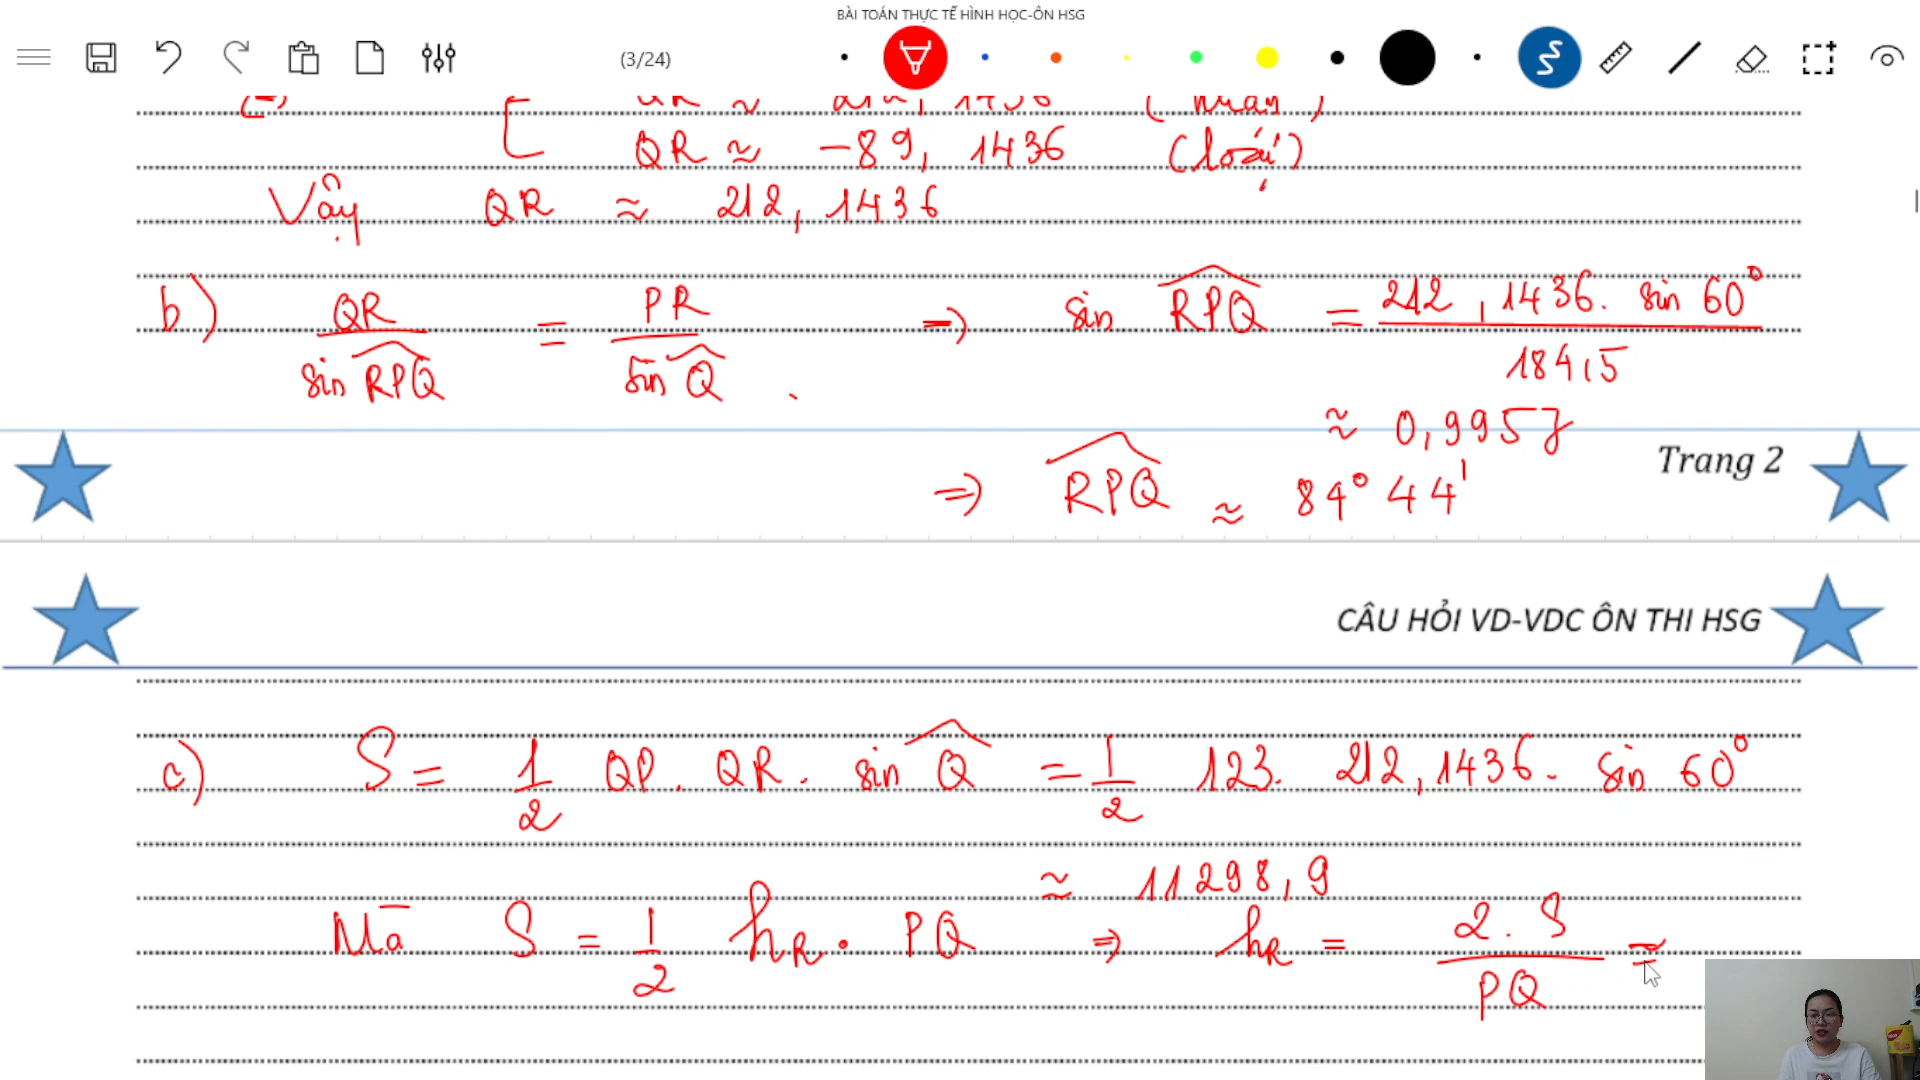 BÀI TOÁN THỰC TẾ HÌNH HỌC-ÔN HSG
(3/24)
QR ≈ -89, 1436 (loại)
Vậy QR ≈ 212, 1436
b) QR / sin RPQ = PR / sin Q . => sin RPQ = 212, 1436. sin 60° / 184,5
≈ 0,9957
=> RPQ ≈ 84° 44'
Trang 2
CÂU HỎI VD-VDC ÔN THI HSG
c) S = 1/2 QP. QR. sin Q = 1/2 123. 212,1436. sin 60°
≈ 11298,9
Mà S = 1/2 hR . PQ => hR = 2. S / PQ ≈